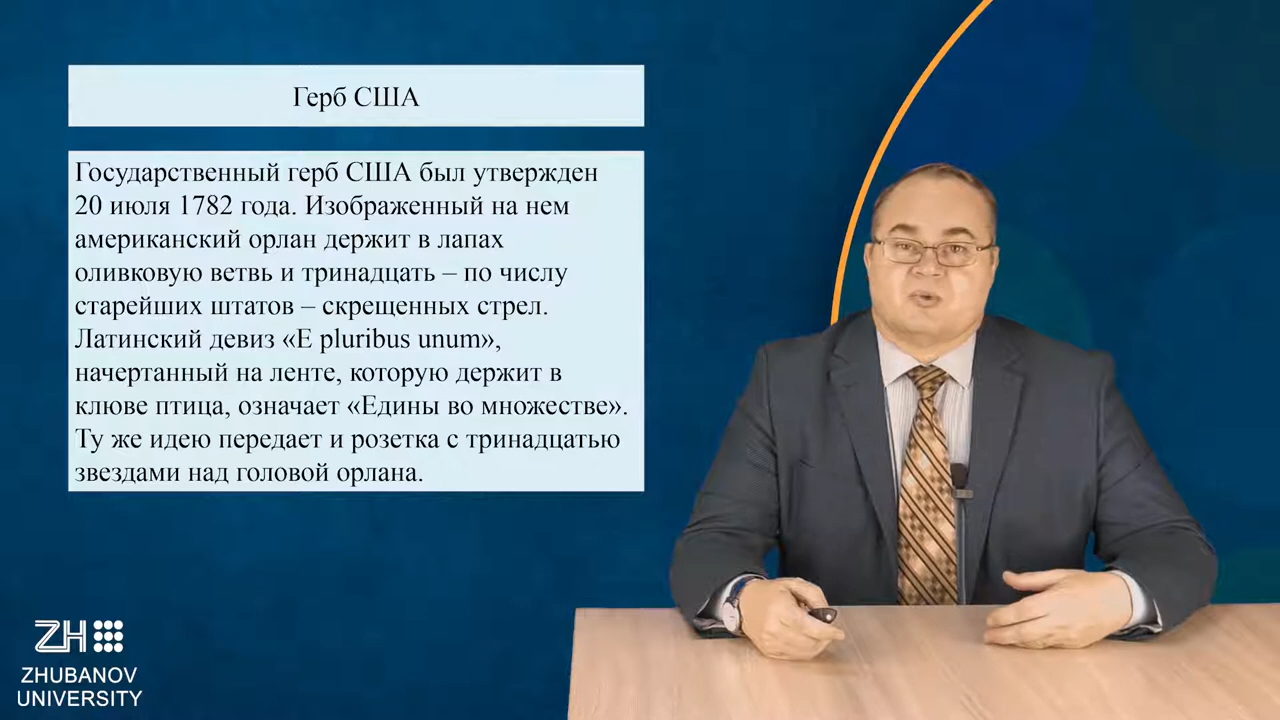 Герб США
Государственный герб США был утвержден
20 июля 1782 года. Изображенный на нем
американский орлан держит в лапах
оливковую ветвь и тринадцать – по числу
старейших штатов – скрещенных стрел.
Латинский девиз «E pluribus unum»,
начертанный на ленте, которую держит в
клюве птица, означает «Едины во множестве».
Ту же идею передает и розетка с тринадцатью
звездами над головой орлана.
ZH
ZHUBANOV
UNIVERSITY